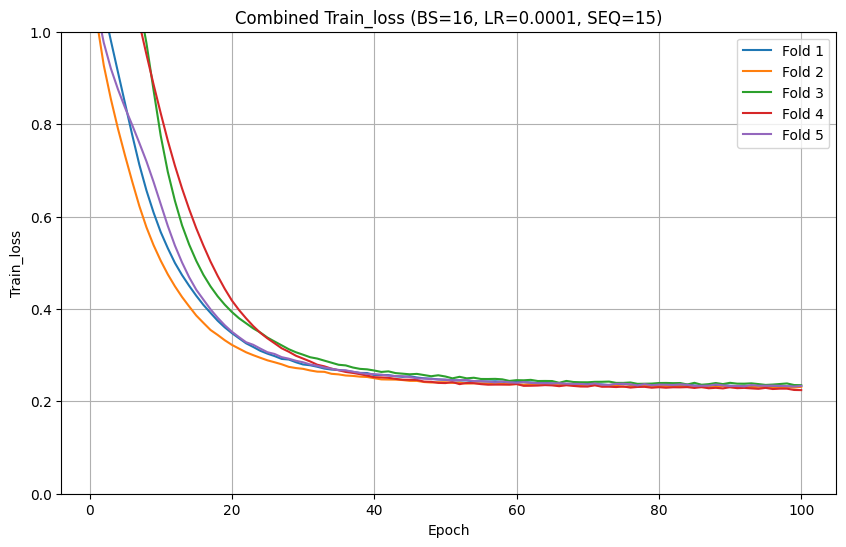 Combined Train_loss (BS=16, LR=0.0001, SEQ=15)
Train_loss
1.0
0.8
0.6
0.4
0.2
0.0
Fold 1
Fold 2
Fold 3
Fold 4
Fold 5
0 20 40 60 80 100
Epoch